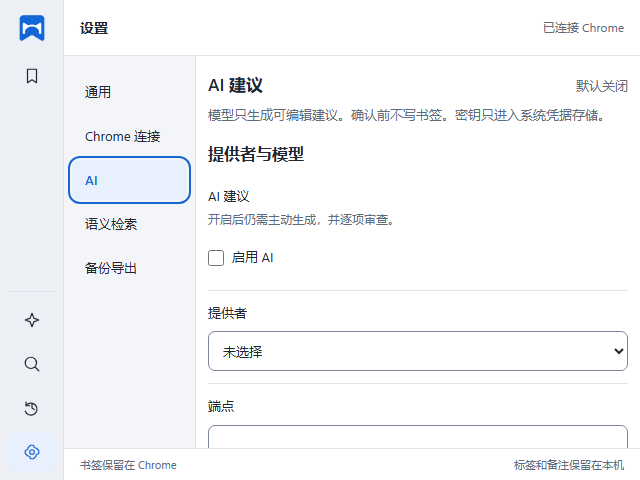 设置
已连接 Chrome
通用
Chrome 连接
AI
语义检索
备份导出
AI 建议
默认关闭
模型只生成可编辑建议。确认前不写书签。密钥只进入系统凭据存储。
提供者与模型
AI 建议
开启后仍需主动生成，并逐项审查。
启用 AI
提供者
未选择
端点
书签保留在 Chrome
标签和备注保留在本机